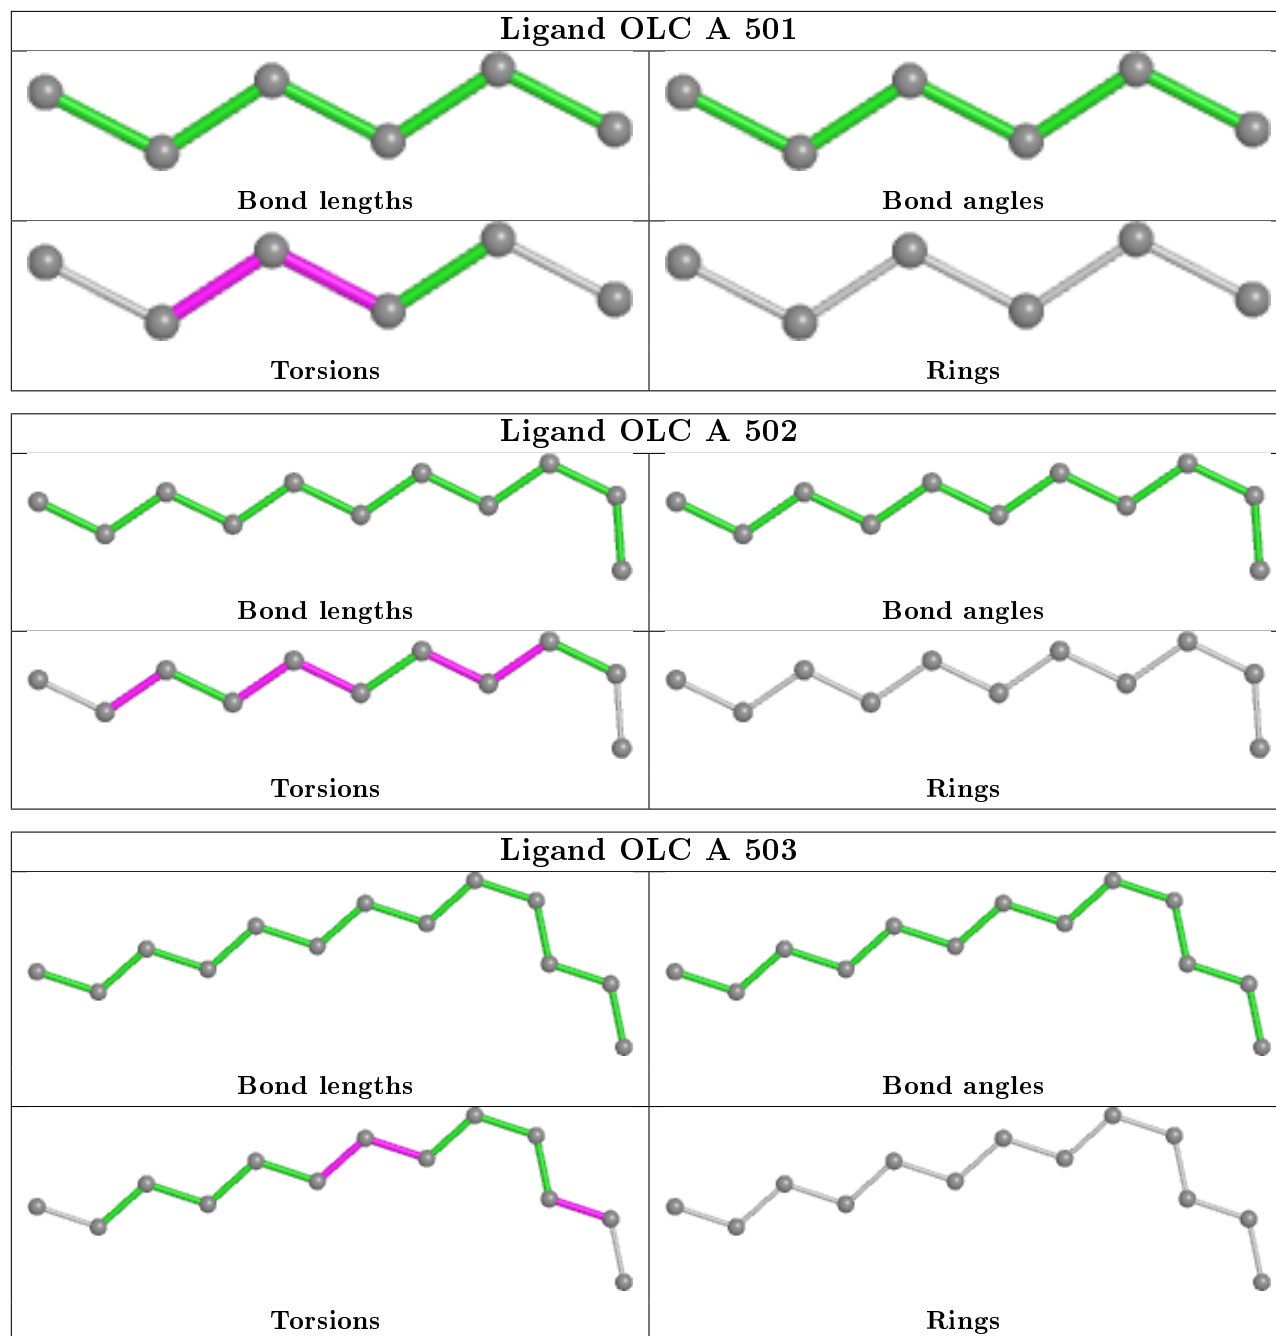 Ligand OLC A 501
Bond lengths
Bond angles
Torsions
Rings
Ligand OLC A 502
Bond lengths
Bond angles
Torsions
Rings
Ligand OLC A 503
Bond lengths
Bond angles
Torsions
Rings